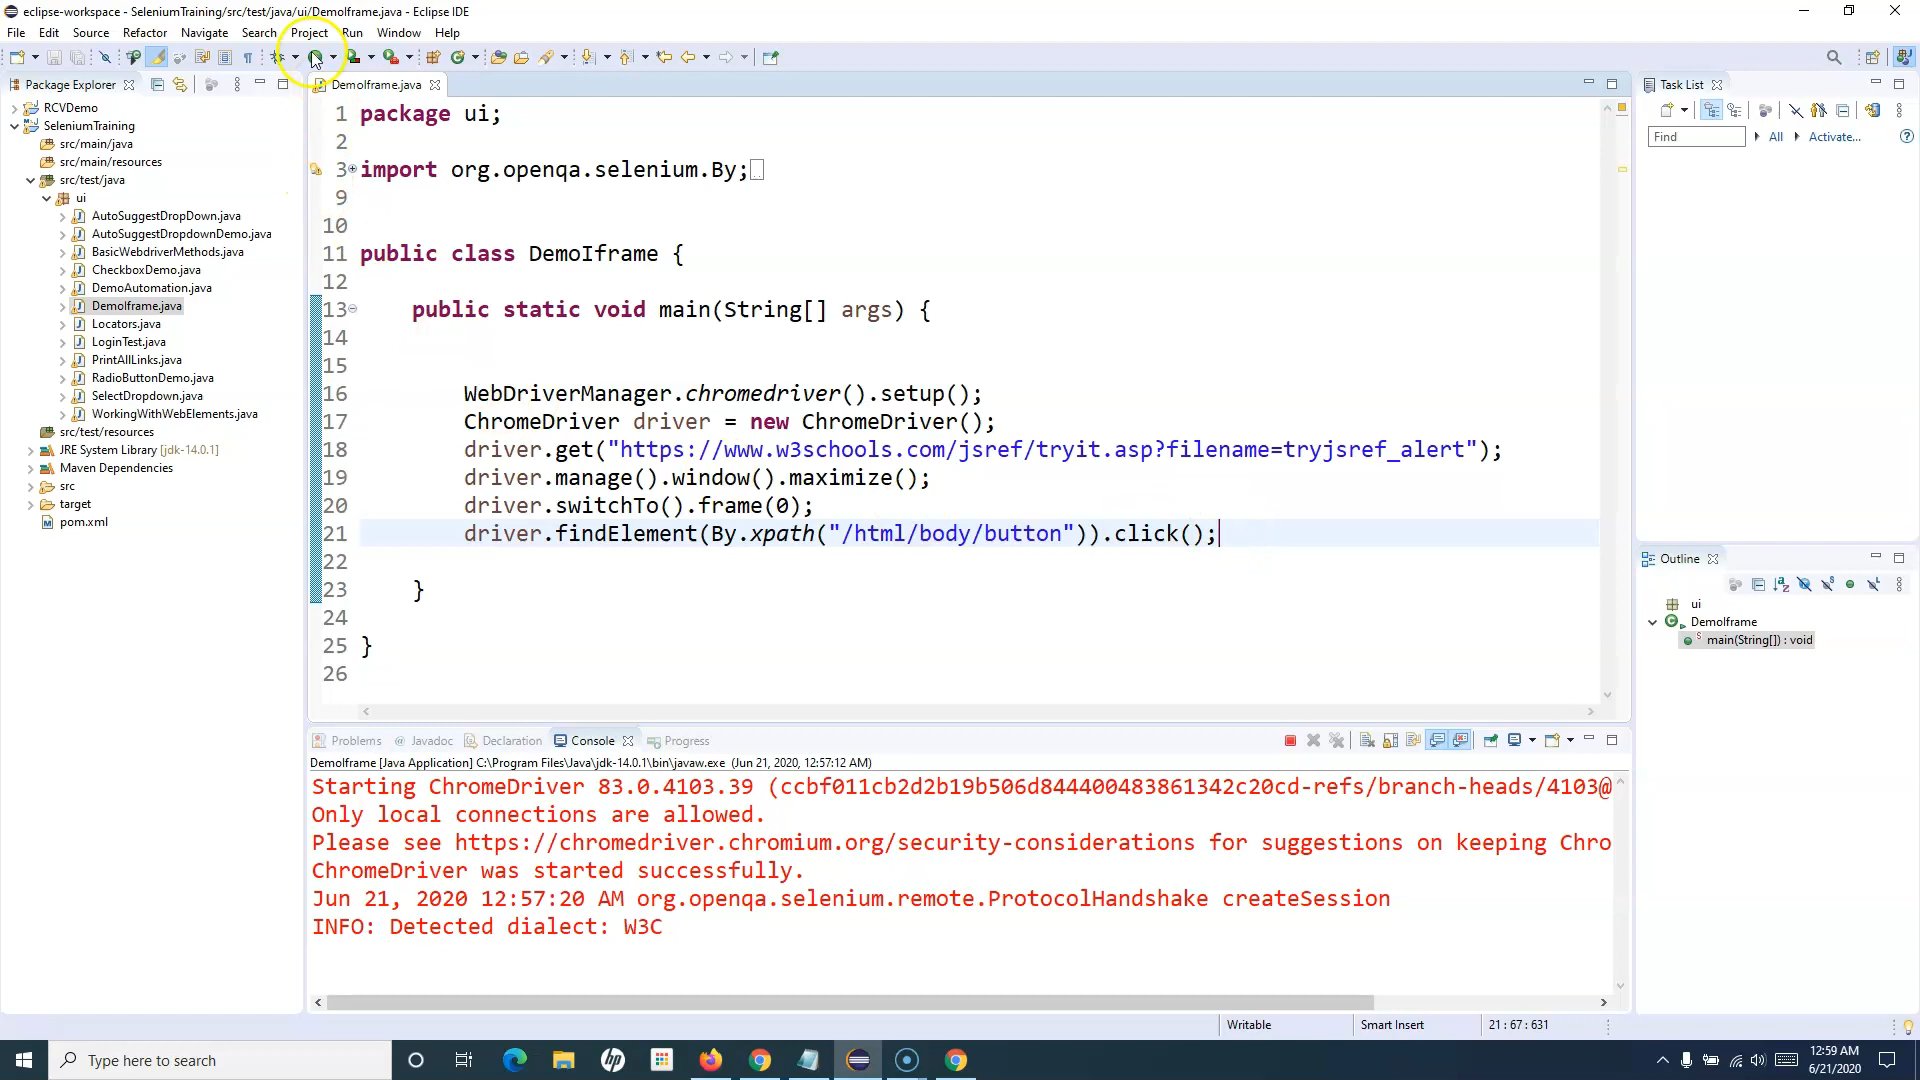 eclipse-workspace - SeleniumTraining/src/test/java/ui/DemoIframe.java - Eclipse IDE
File Edit Source Refactor Navigate Search Project Run Window Help
Package Explorer
DemoIframe.java
Task List
RCVDemo
SeleniumTraining
src/main/java
src/main/resources
src/test/java
ui
AutoSuggestDropDown.java
AutoSuggestDropdownDemo.java
BasicWebdriverMethods.java
CheckboxDemo.java
DemoAutomation.java
DemoIframe.java
Locators.java
LoginTest.java
PrintAllLinks.java
RadioButtonDemo.java
SelectDropdown.java
WorkingWithWebElements.java
src/test/resources
JRE System Library [jdk-14.0.1]
Maven Dependencies
src
target
pom.xml
1 package ui;
2
3 import org.openqa.selenium.By;
9
10
11 public class DemoIframe {
12
13 public static void main(String[] args) {
14
15
16 WebDriverManager.chromedriver().setup();
17 ChromeDriver driver = new ChromeDriver();
18 driver.get("https://www.w3schools.com/jsref/tryit.asp?filename=tryjsref_alert");
19 driver.manage().window().maximize();
20 driver.switchTo().frame(0);
21 driver.findElement(By.xpath("/html/body/button")).click();
22
23 }
24
25 }
26
Find All Activate...
Outline
ui
DemoIframe
main(String[]) : void
Problems Javadoc Declaration Console Progress
DemoIframe [Java Application] C:\Program Files\Java\jdk-14.0.1\bin\javaw.exe (Jun 21, 2020, 12:57:12 AM)
Starting ChromeDriver 83.0.4103.39 (ccbf011cb2d2b19b506d844400483861342c20cd-refs/branch-heads/4103@
Only local connections are allowed.
Please see https://chromedriver.chromium.org/security-considerations for suggestions on keeping Chro
ChromeDriver was started successfully.
Jun 21, 2020 12:57:20 AM org.openqa.selenium.remote.ProtocolHandshake createSession
INFO: Detected dialect: W3C
Writable Smart Insert 21 : 67 : 631
Type here to search
12:59 AM
6/21/2020